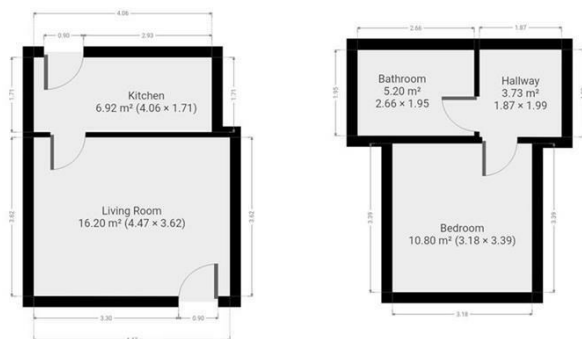 4.06
0.90
2.93
1.71
Kitchen
6.92 m² (4.06 × 1.71)
1.71
3.62
Living Room
16.20 m² (4.47 × 3.62)
3.62
3.30
0.90
2.66
1.87
1.95
Bathroom
5.20 m²
2.66 × 1.95
Hallway
3.73 m²
1.87 × 1.99
3.39
Bedroom
10.80 m² (3.18 × 3.39)
3.39
3.18